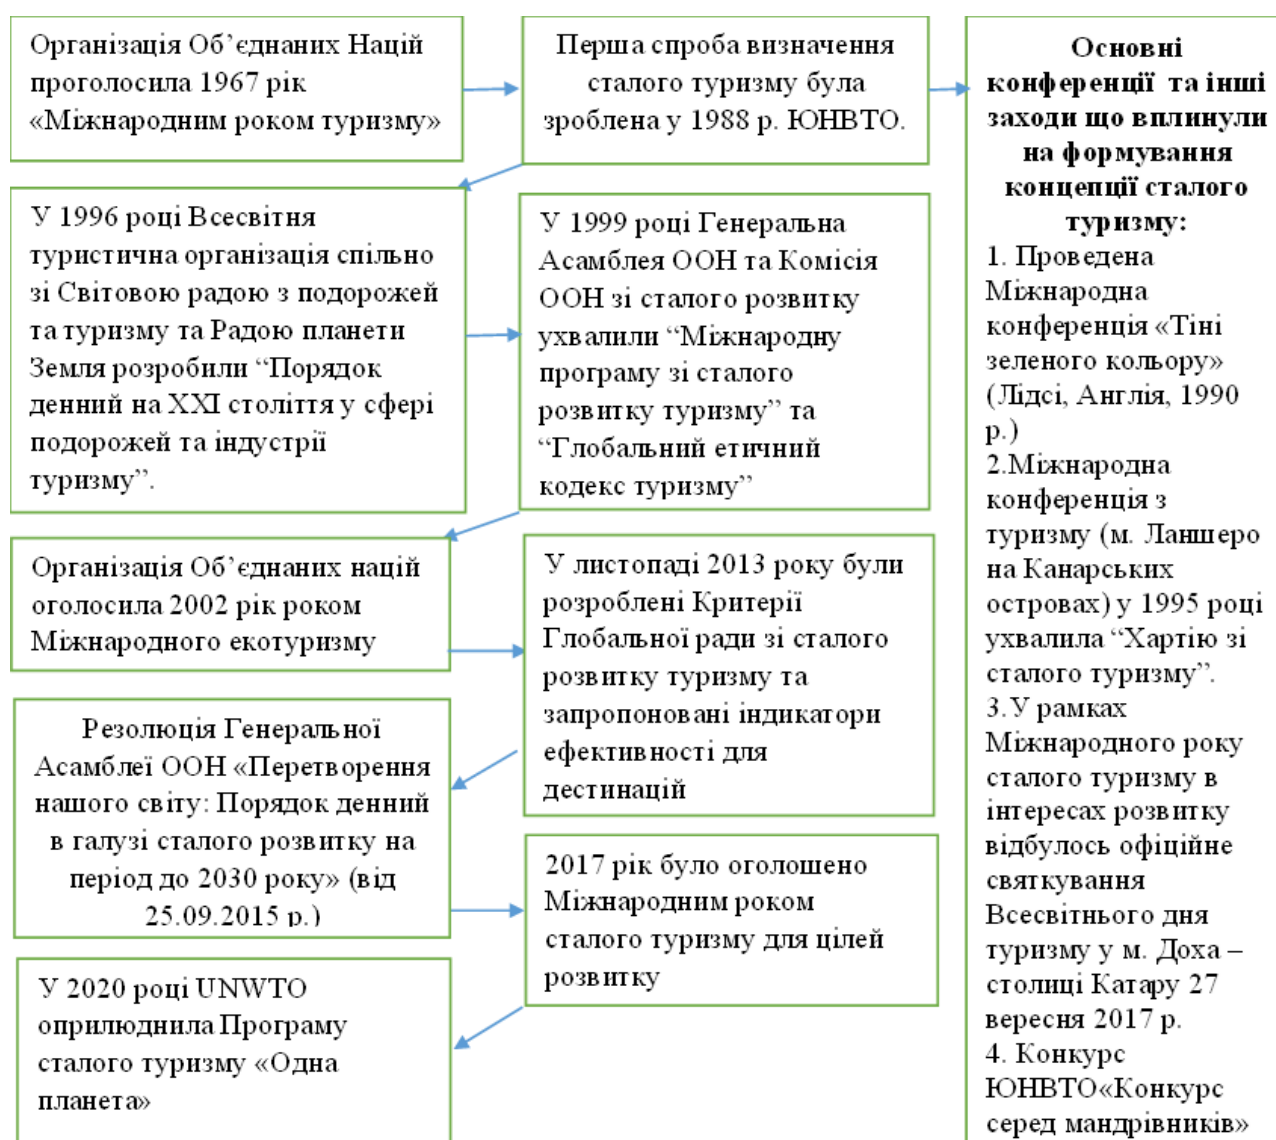 Організація Об’єднаних Націй
проголосила 1967 рік
«Міжнародним роком туризму»
Перша спроба визначення
сталого туризму була
зроблена у 1988 р. ЮНВТО.
У 1996 році Всесвітня
туристична організація спільно
зі Світовою радою з подорожей
та туризму та Радою планети
Земля розробили “Порядок
денний на XXI століття у сфері
подорожей та індустрії
туризму”.
У 1999 році Генеральна
Асамблея ООН та Комісія
ООН зі сталого розвитку
ухвалили “Міжнародну
програму зі сталого
розвитку туризму” та
“Глобальний етичний
кодекс туризму”
Організація Об’єднаних націй
оголосила 2002 рік роком
Міжнародного екотуризму
У листопаді 2013 року були
розроблені Критерії
Глобальної ради зі сталого
розвитку туризму та
запропоновані індикатори
ефективності для
дестинацій
Резолюція Генеральної
Асамблеї ООН «Перетворення
нашого світу: Порядок денний
в галузі сталого розвитку на
період до 2030 року» (від
25.09.2015 р.)
2017 рік було оголошено
Міжнародним роком
сталого туризму для цілей
розвитку
У 2020 році UNWTO
оприлюднила Програму
сталого туризму «Одна
планета»
Основні
конференції та інші
заходи що вплинули
на формування
концепції сталого
туризму:
1. Проведена
Міжнародна
конференція «Тіні
зеленого кольору»
(Лідсі, Англія, 1990
р.)
2.Міжнародна
конференція з
туризму (м. Ланшеро
на Канарських
островах) у 1995 році
ухвалила “Хартію зі
сталого туризму”.
3.У рамках
Міжнародного року
сталого туризму в
інтересах розвитку
відбулось офіційне
святкування
Всесвітнього дня
туризму у м. Доха –
столиці Катару 27
вересня 2017 р.
4. Конкурс
ЮНВТО«Конкурс
серед мандрівників»